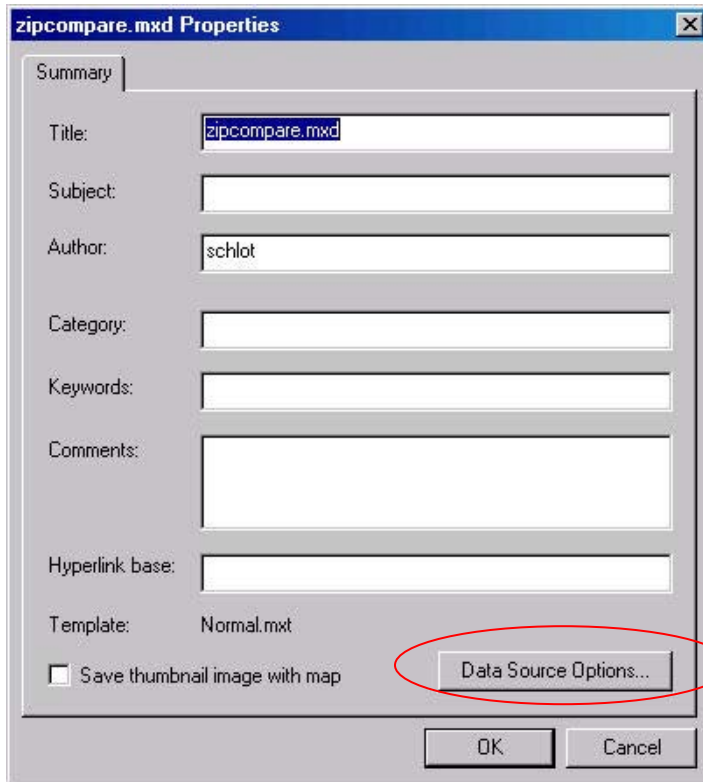 zipcompare.mxd Properties
Summary
Title: zipcompare.mxd
Subject:
Author: schlot
Category:
Keywords:
Comments:
Hyperlink base:
Template: Normal.mxt
Save thumbnail image with map
Data Source Options...
OK Cancel